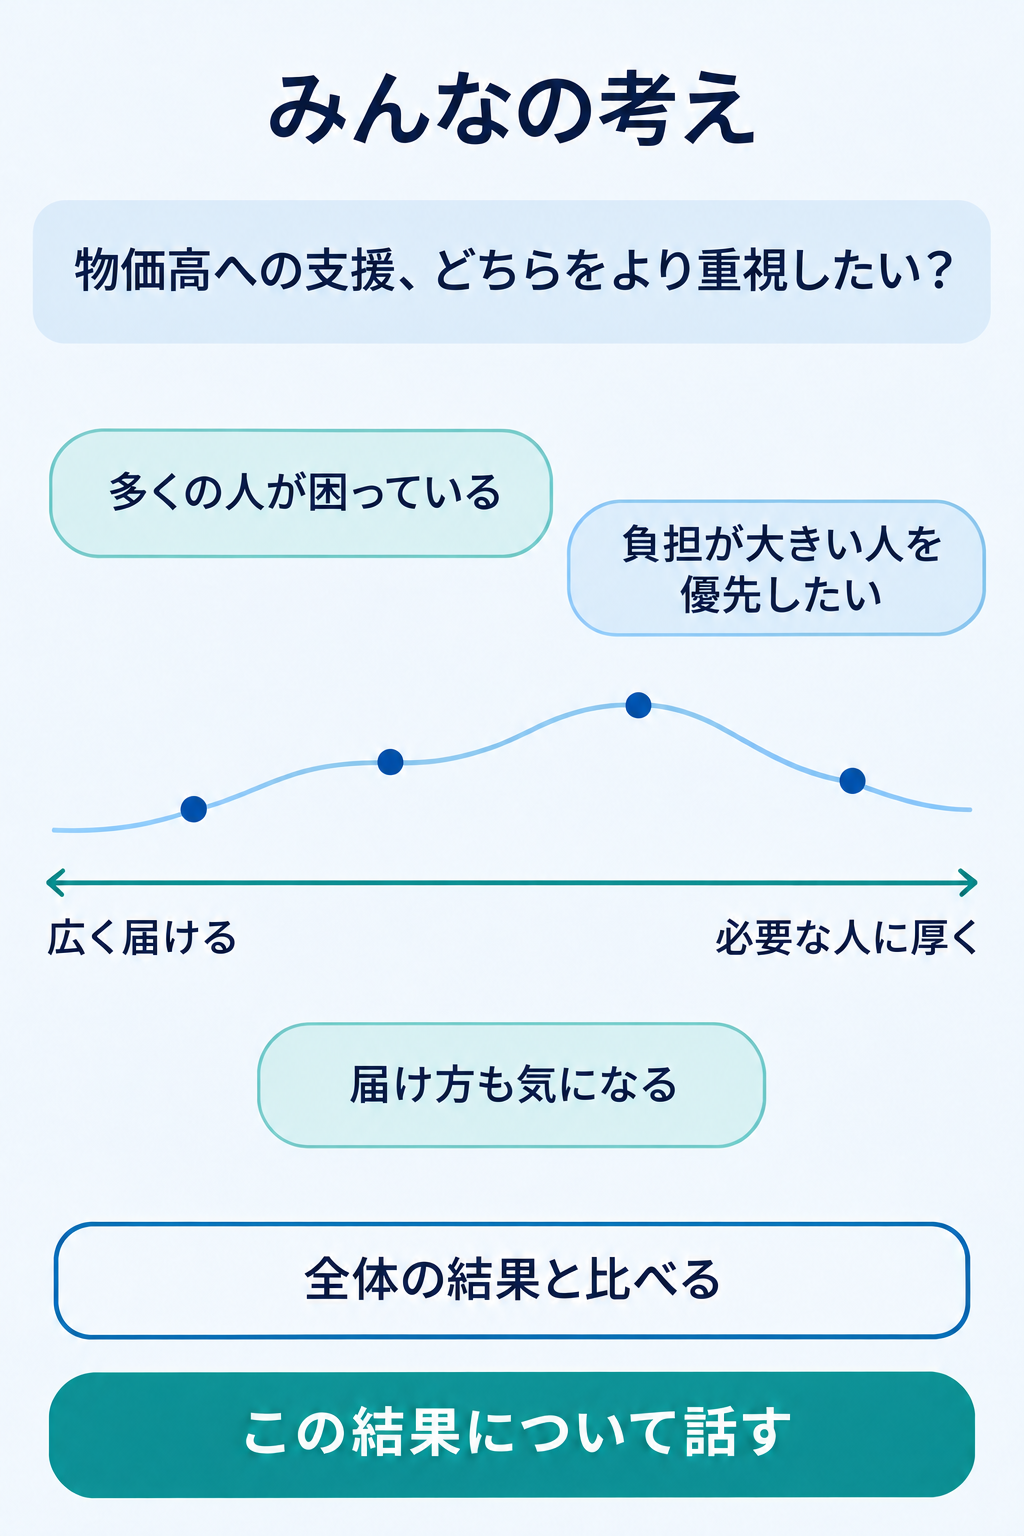 みんなの考え
物価高への支援、どちらをより重視したい？
多くの人が困っている
負担が大きい人を
優先したい
広く届ける
必要な人に厚く
届け方も気になる
全体の結果と比べる
この結果について話す